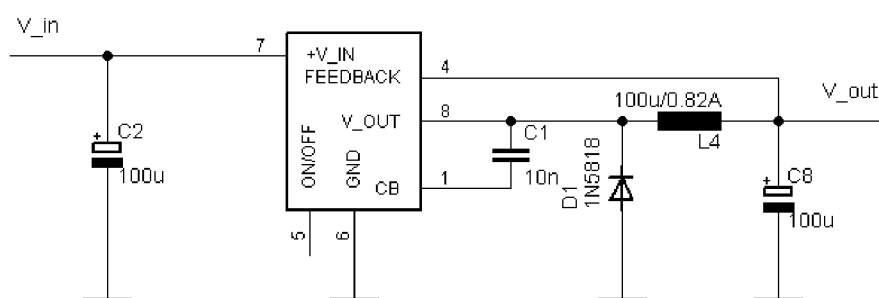 V_in
7
+V_IN
FEEDBACK
4
V_OUT
8
ON/OFF
GND
CB
1
5
6
C2
+
100u
C1
10n
D1
1N5818
100u/0.82A
L4
V_out
C8
+
100u